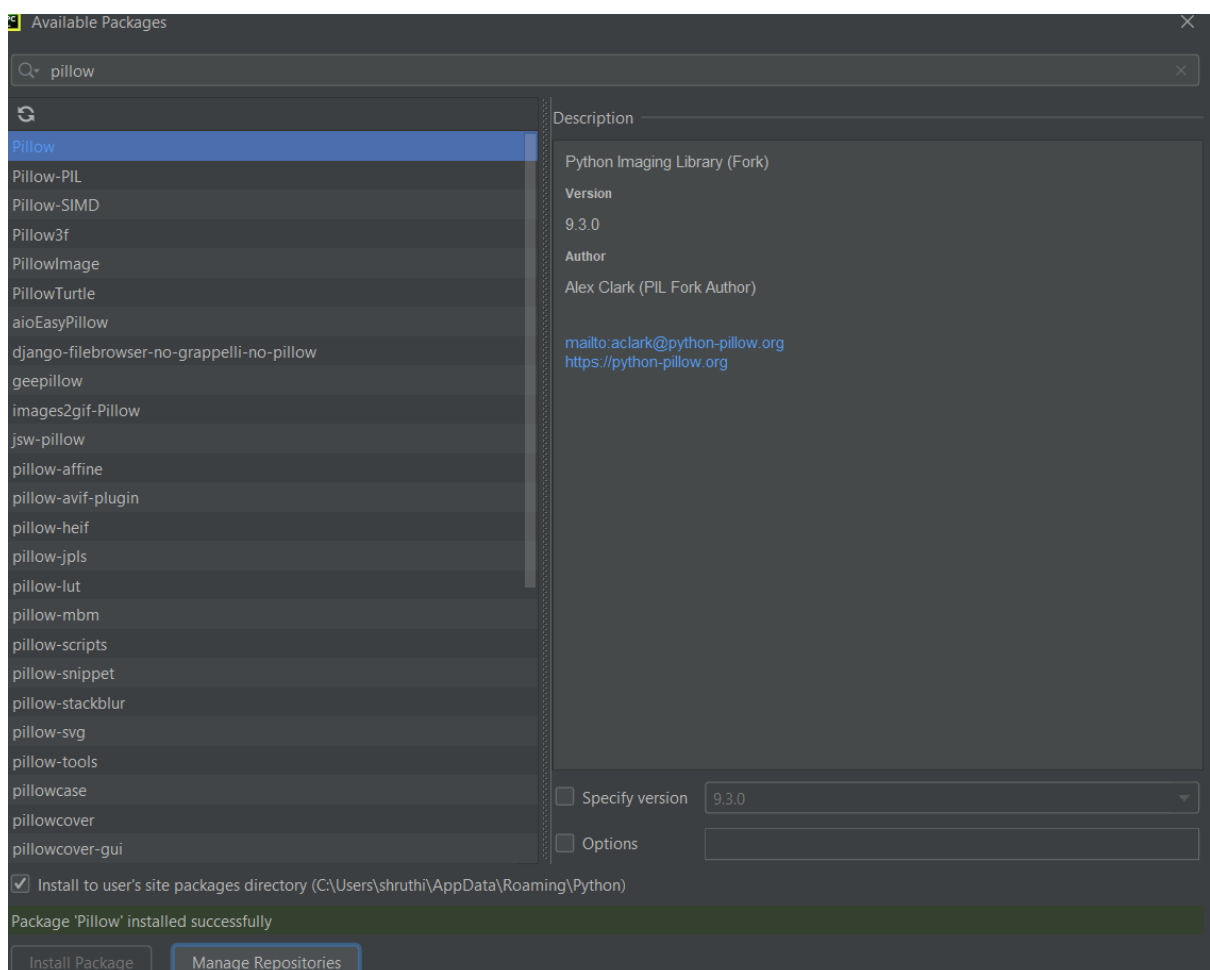 Available Packages
pillow
Description
Pillow
Pillow-PIL
Pillow-SIMD
Pillow3f
PillowImage
PillowTurtle
aioEasyPillow
django-filebrowser-no-grappelli-no-pillow
geepillow
images2gif-Pillow
jsw-pillow
pillow-affine
pillow-avif-plugin
pillow-heif
pillow-jpls
pillow-lut
pillow-mbm
pillow-scripts
pillow-snippet
pillow-stackblur
pillow-svg
pillow-tools
pillowcase
pillowcover
pillowcover-gui
Python Imaging Library (Fork)
Version
9.3.0
Author
Alex Clark (PIL Fork Author)
mailto:aclark@python-pillow.org
https://python-pillow.org
Specify version 9.3.0
Options
Install to user's site packages directory (C:\Users\shruthi\AppData\Roaming\Python)
Package 'Pillow' installed successfully
Install Package Manage Repositories